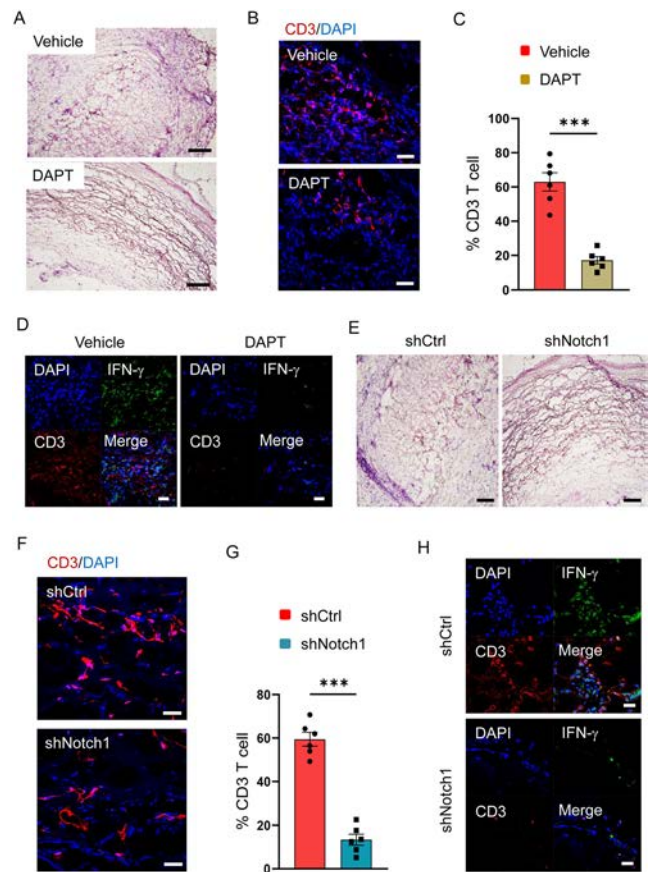 A
Vehicle
DAPT
B
CD3/DAPI
Vehicle
DAPT
C
Vehicle
DAPT
***
100
80
60
40
20
0
% CD3 T cell
D
Vehicle
DAPT
DAPI
IFN-γ
DAPI
IFN-γ
CD3
Merge
CD3
Merge
E
shCtrl
shNotch1
F
CD3/DAPI
shCtrl
shNotch1
G
shCtrl
shNotch1
***
80
60
40
20
0
% CD3 T cell
H
shCtrl
DAPI
IFN-γ
CD3
Merge
shNotch1
DAPI
IFN-γ
CD3
Merge